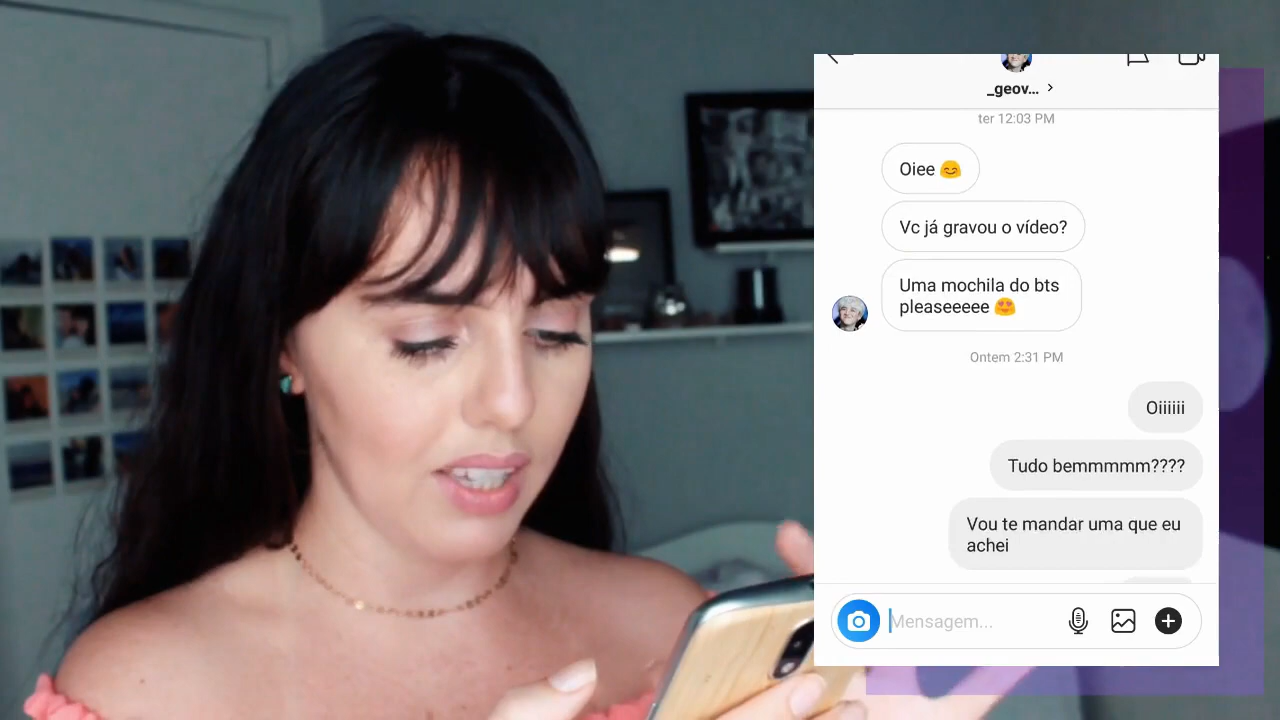 _geov...
ter 12:03 PM
Oiee 😊
Vc já gravou o vídeo?
Uma mochila do bts
pleaseeeee 😍
Ontem 2:31 PM
Oiiiiii
Tudo bemmmmm????
Vou te mandar uma que eu
achei
Mensagem...